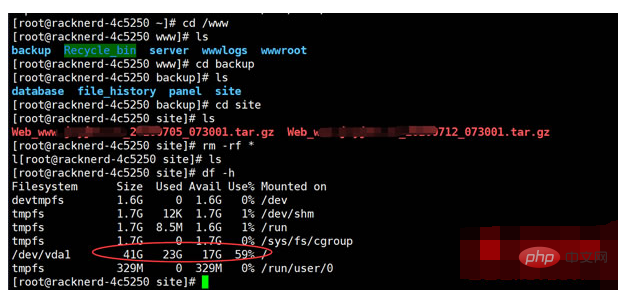 [root@racknerd-4c5250 ~]# cd /www
[root@racknerd-4c5250 www]# ls
backup  Recycle_bin  server  wwwlogs  wwwroot
[root@racknerd-4c5250 www]# cd backup
[root@racknerd-4c5250 backup]# ls
database  file_history  panel  site
[root@racknerd-4c5250 backup]# cd site
[root@racknerd-4c5250 site]# ls
Web_www 0705_073001.tar.gz  Web_w 0712_073001.tar.gz
[root@racknerd-4c5250 site]# rm -rf *
l[root@racknerd-4c5250 site]# ls
[root@racknerd-4c5250 site]# df -h
Filesystem      Size  Used Avail Use% Mounted on
devtmpfs        1.6G     0  1.6G   0% /dev
tmpfs           1.7G   12K  1.7G   1% /dev/shm
tmpfs           1.7G  8.5M  1.6G   1% /run
tmpfs           1.7G     0  1.7G   0% /sys/fs/cgroup
/dev/vda1        41G   23G   17G  59% /
tmpfs           329M     0  329M   0% /run/user/0
[root@racknerd-4c5250 site]#
php 中文网